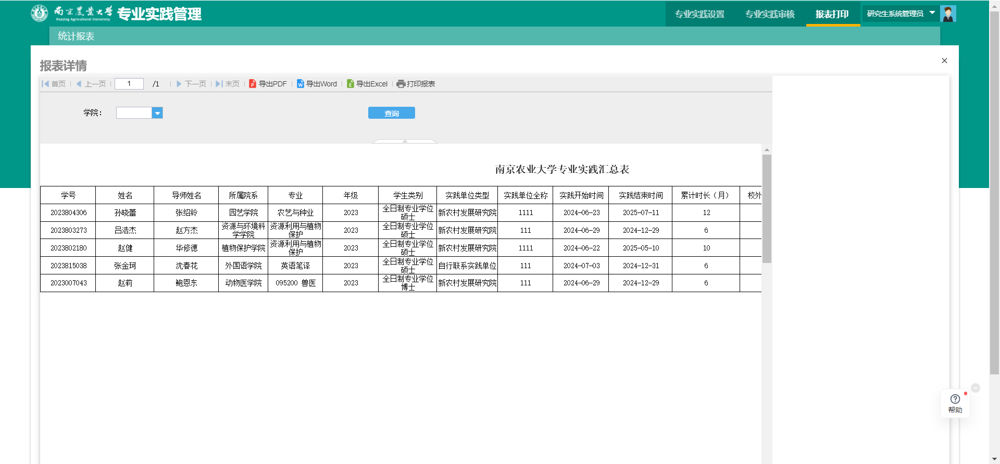 南京農業大學 专业实践管理 专业实践设置 专业实践审核 报表打印 研究生系统管理员
Nanjing Agricultural University
统计报表
报表详情
首页 上一页 1 /1 下一页 末页 导出PDF 导出Word 导出Excel 打印报表
学院： 查询
南京农业大学专业实践汇总表
学号 姓名 导师姓名 所属院系 专业 年级 学生类别 实践单位类型 实践单位全称 实践开始时间 实践结束时间 累计时长（月） 校外
2023804306 孙晓蕾 张绍铃 园艺学院 农艺与种业 2023 全日制专业学位硕士 新农村发展研究院 1111 2024-06-23 2025-07-11 12
2023803273 吕浩杰 赵方杰 资源与环境科学学院 资源利用与植物保护 2023 全日制专业学位硕士 新农村发展研究院 111 2024-06-29 2024-12-29 6
2023802180 赵健 华修德 植物保护学院 资源利用与植物保护 2023 全日制专业学位硕士 新农村发展研究院 1111 2024-06-22 2025-05-10 10
2023815038 张金珂 沈春花 外国语学院 英语笔译 2023 全日制专业学位硕士 自行联系实践单位 111 2024-07-03 2024-12-31 6
2023007043 赵莉 鲍恩东 动物医学院 095200 兽医 2023 全日制专业学位博士 新农村发展研究院 111 2024-06-29 2024-12-29 6
帮助